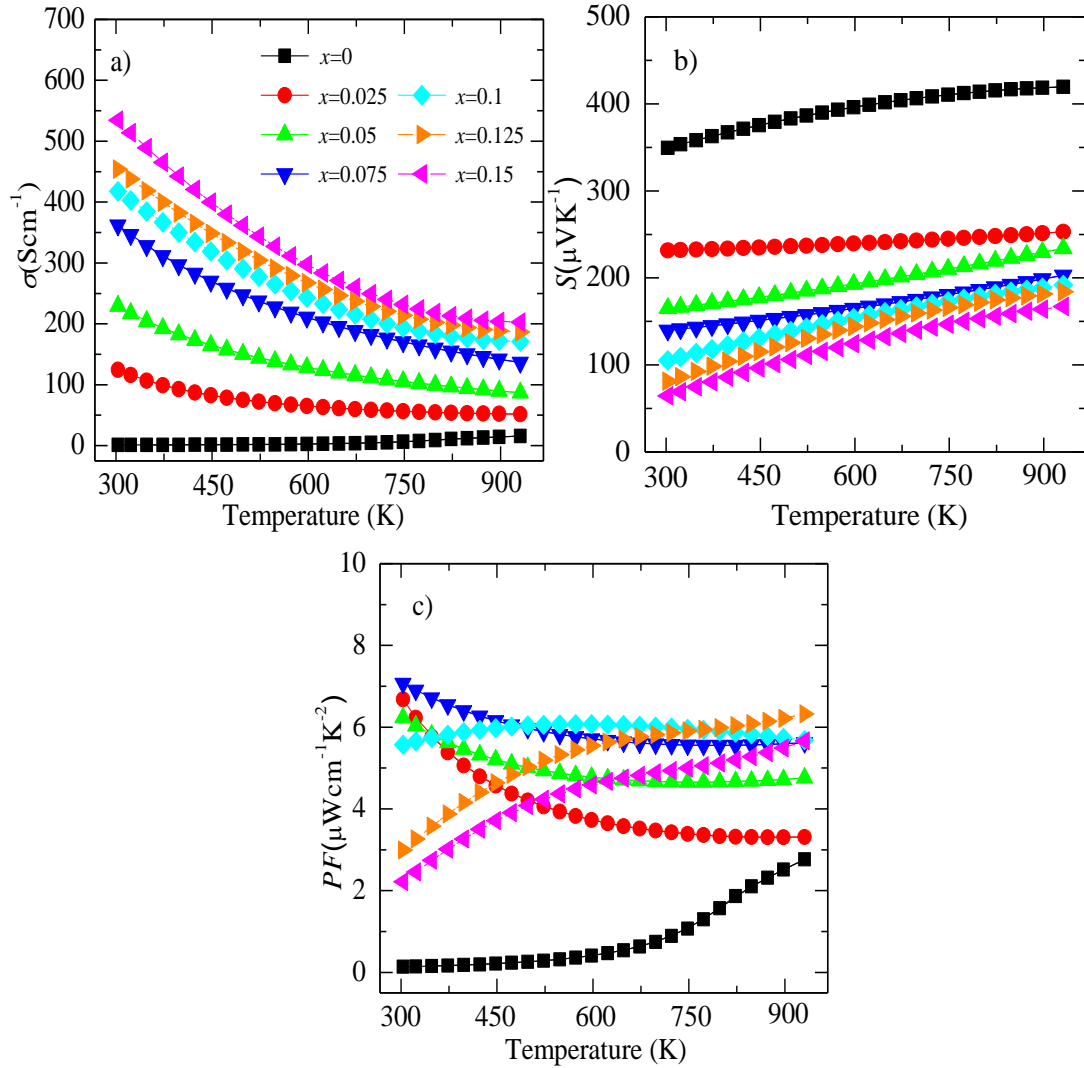 a)
700
600
500
400
300
200
100
0
σ(Scm⁻¹)
x=0
x=0.025 x=0.1
x=0.05 x=0.125
x=0.075 x=0.15
300 450 600 750 900
Temperature (K)
b)
500
400
300
200
100
0
S(μVK⁻¹)
300 450 600 750 900
Temperature (K)
c)
10
8
6
4
2
0
PF(μWcm⁻¹K⁻²)
300 450 600 750 900
Temperature (K)